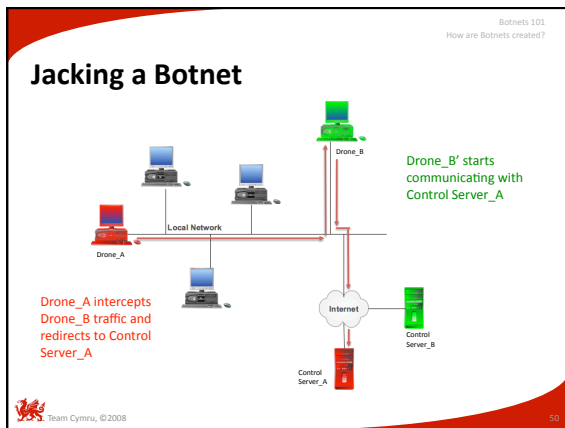 Botnets 101
How are Botnets created?
Jacking a Botnet
Drone_B
Drone_B' starts
communicating with
Control Server_A
Local Network
Drone_A
Drone_A intercepts
Drone_B traffic and
redirects to Control
Server_A
Internet
Control
Server_B
Control
Server_A
Team Cymru, ©2008
50